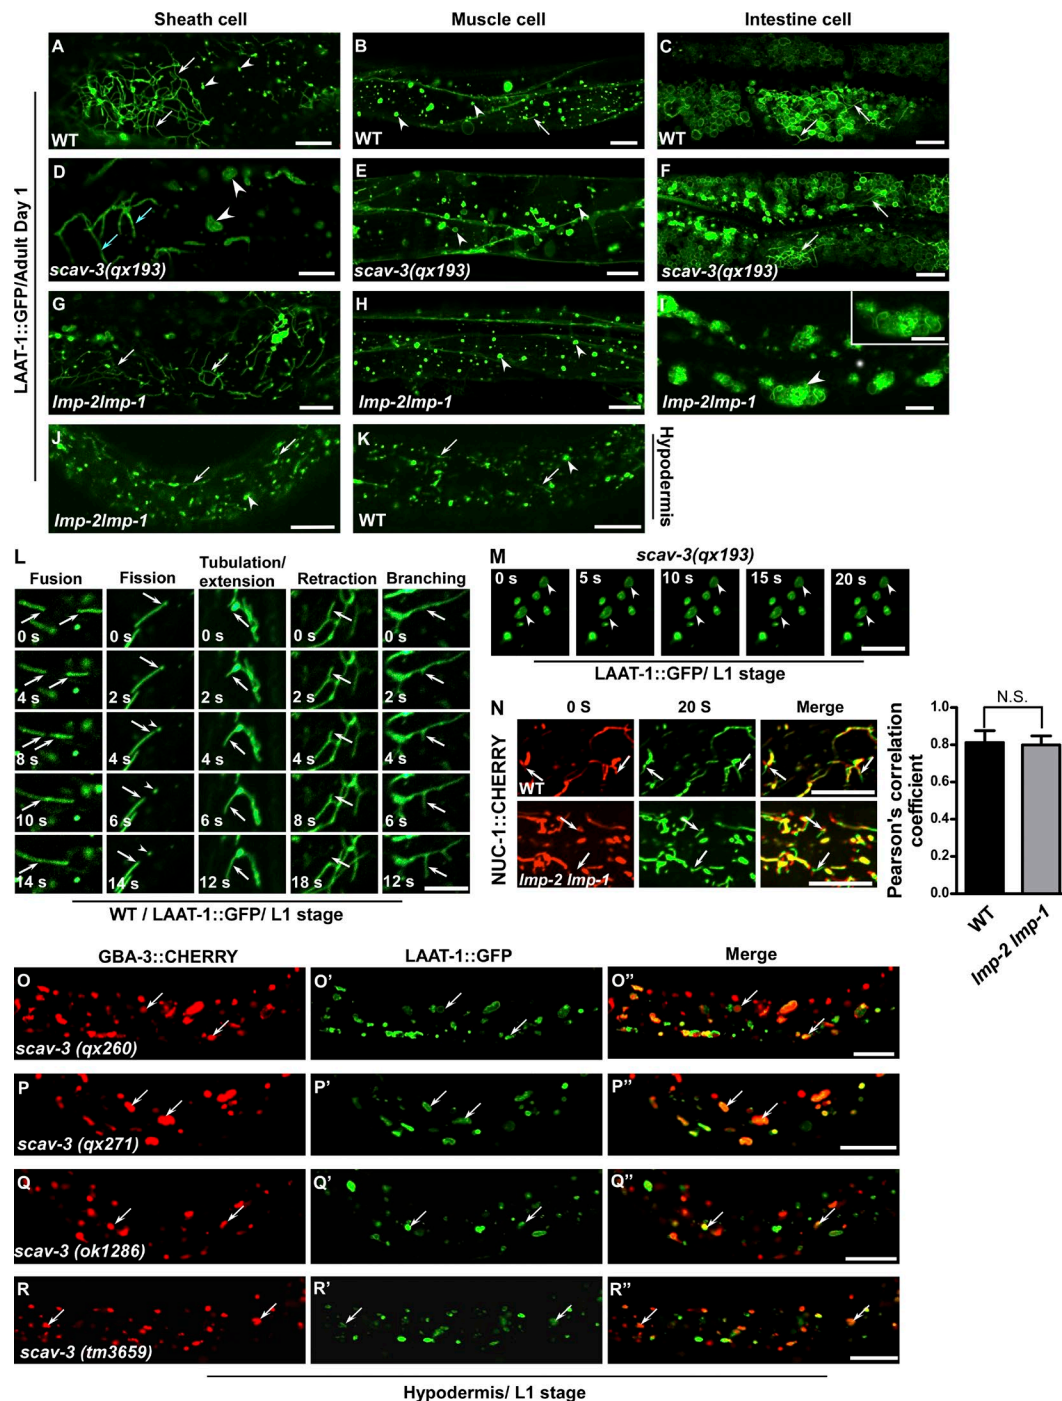 Sheath cell
Muscle cell
Intestine cell
LAAT-1::GFP/Adult Day 1
A
WT
B
WT
C
WT
D
scav-3(qx193)
E
scav-3(qx193)
F
scav-3(qx193)
G
lmp-2lmp-1
H
lmp-2lmp-1
I
lmp-2lmp-1
J
lmp-2lmp-1
K
WT
Hypodermis
L
Fusion
Fission
Tubulation/
extension
Retraction
Branching
0 s
0 s
0 s
0 s
0 s
4 s
2 s
2 s
2 s
2 s
8 s
4 s
4 s
4 s
4 s
10 s
6 s
6 s
8 s
6 s
14 s
14 s
12 s
18 s
12 s
WT / LAAT-1::GFP/ L1 stage
M
scav-3(qx193)
0 s
5 s
10 s
15 s
20 s
LAAT-1::GFP/ L1 stage
N
0 S
20 S
Merge
NUC-1::CHERRY
WT
lmp-2 lmp-1
N.S.
Pearson's correlation
coefficient
1.0
0.8
0.6
0.4
0.2
0.0
WT
lmp-2 lmp-1
GBA-3::CHERRY
LAAT-1::GFP
Merge
O
scav-3 (qx260)
O'
O''
P
scav-3 (qx271)
P'
P''
Q
scav-3 (ok1286)
Q'
Q''
R
scav-3 (tm3659)
R'
R''
Hypodermis/ L1 stage